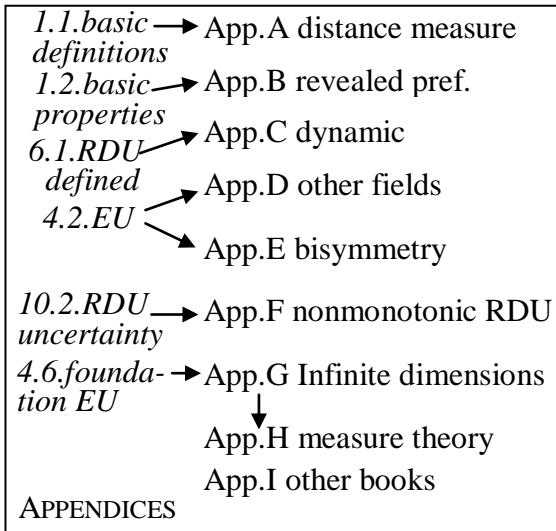 1.1.basic definitions
App.A distance measure
1.2.basic properties
App.B revealed pref.
6.1.RDU defined
App.C dynamic
4.2.EU
App.D other fields
App.E bisymmetry
10.2.RDU uncertainty
App.F nonmonotonic RDU
4.6.founda-
tion EU
App.G Infinite dimensions
App.H measure theory
App.I other books
APPENDICES